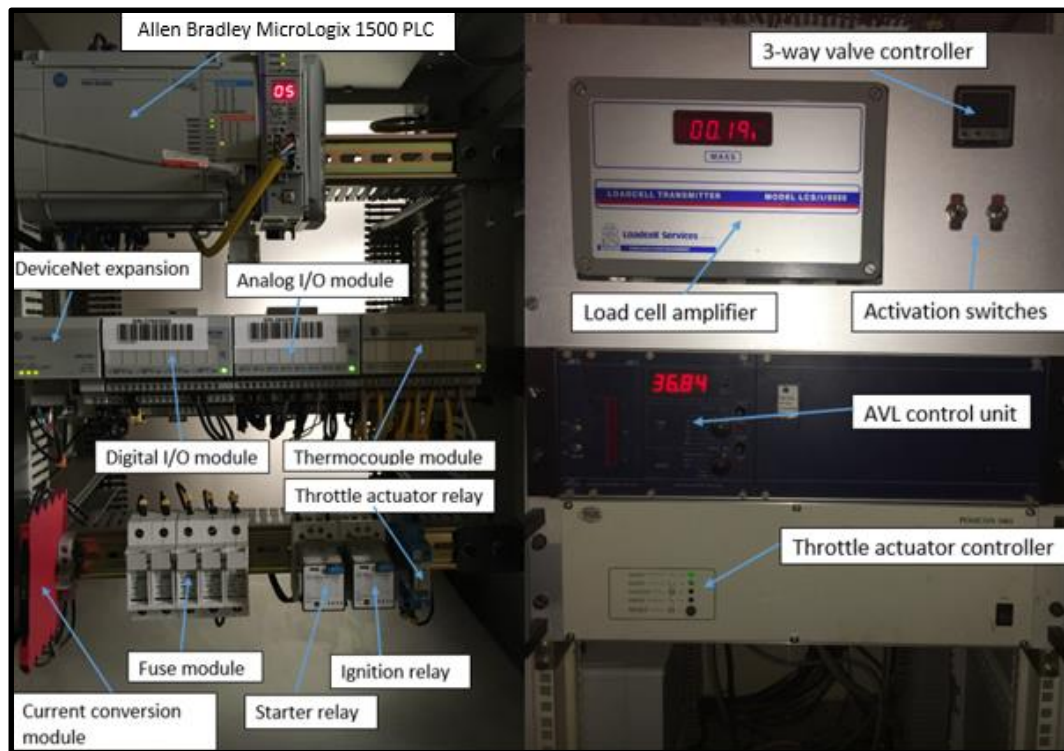 Allen Bradley MicroLogix 1500 PLC
05
DeviceNet expansion
Analog I/O module
Digital I/O module
Thermocouple module
Throttle actuator relay
Fuse module
Ignition relay
Starter relay
Current conversion
module
3-way valve controller
00.19
MASS
LOADCELL TRANSMITTER MODEL LCS/I/9000
Loadcell Services
Load cell amplifier
Activation switches
36.84
AVL control unit
Throttle actuator controller